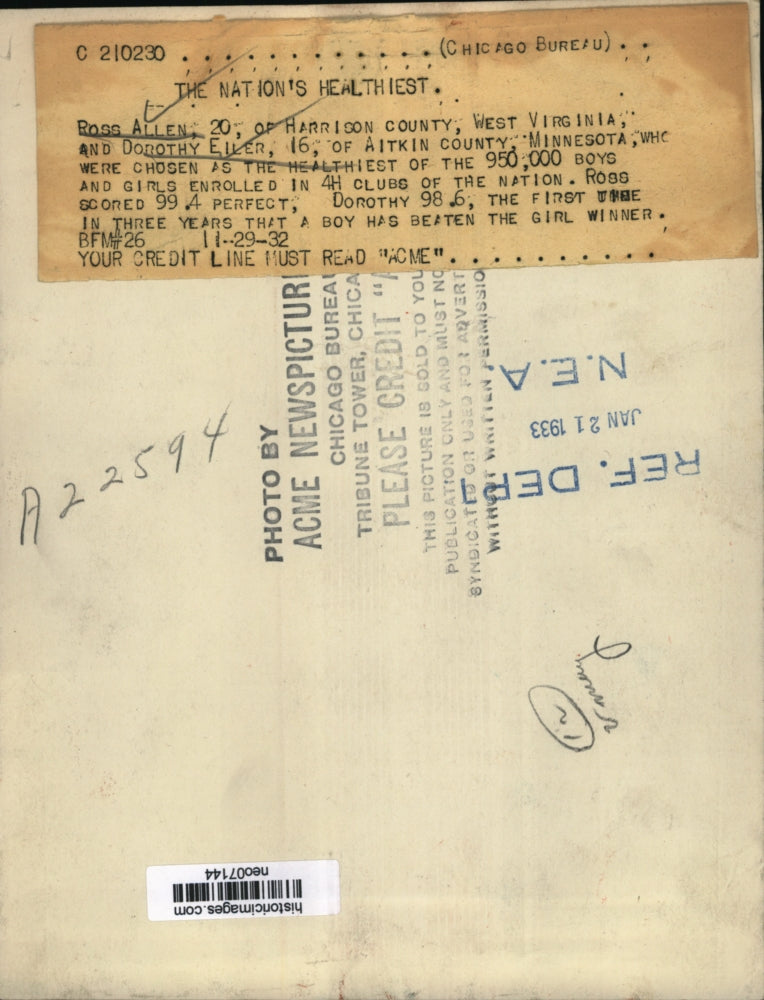 C 210230 . . . . . . . . . . . . (CHICAGO BUREAU) . .
THE NATION'S HEALTHIEST.
ROSS ALLEN, 20, OF HARRISON COUNTY, WEST VIRGINIA,
AND DOROTHY EILER, 16, OF AITKIN COUNTY, MINNESOTA, WHO
WERE CHOSEN AS THE HEALTHIEST OF THE 950,000 BOYS
AND GIRLS ENROLLED IN 4H CLUBS OF THE NATION. ROSS
SCORED 99.4 PERFECT, DOROTHY 98.6, THE FIRST TIME
IN THREE YEARS THAT A BOY HAS BEATEN THE GIRL WINNER.
BFM#26 11-29-32
YOUR CREDIT LINE MUST READ "ACME" . . . . . . . . . .
PHOTO BY
ACME NEWSPICTUR
CHICAGO BUREAU
TRIBUNE TOWER, CHICA
PLEASE CREDIT "A
THIS PICTURE IS SOLD TO YOU
PUBLICATION ONLY AND MUST NO
SYNDICATED OR USED FOR ADVERT
WITHOUT WRITTEN PERMISSIO
N.E.A.
JAN 21 1933
REF. DEPT
A22594
historicimages.com
neo07144